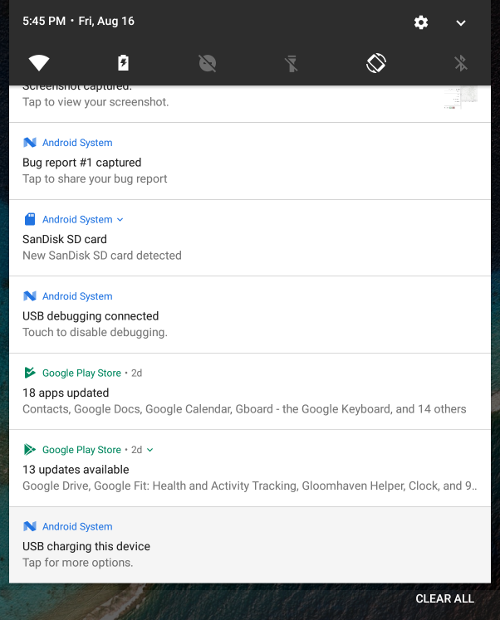 5:45 PM • Fri, Aug 16
Screenshot captured.
Tap to view your screenshot.
Android System
Bug report #1 captured
Tap to share your bug report
Android System
SanDisk SD card
New SanDisk SD card detected
Android System
USB debugging connected
Touch to disable debugging.
Google Play Store • 2d
18 apps updated
Contacts, Google Docs, Google Calendar, Gboard - the Google Keyboard, and 14 others
Google Play Store • 2d
13 updates available
Google Drive, Google Fit: Health and Activity Tracking, Gloomhaven Helper, Clock, and 9..
Android System
USB charging this device
Tap for more options.
CLEAR ALL